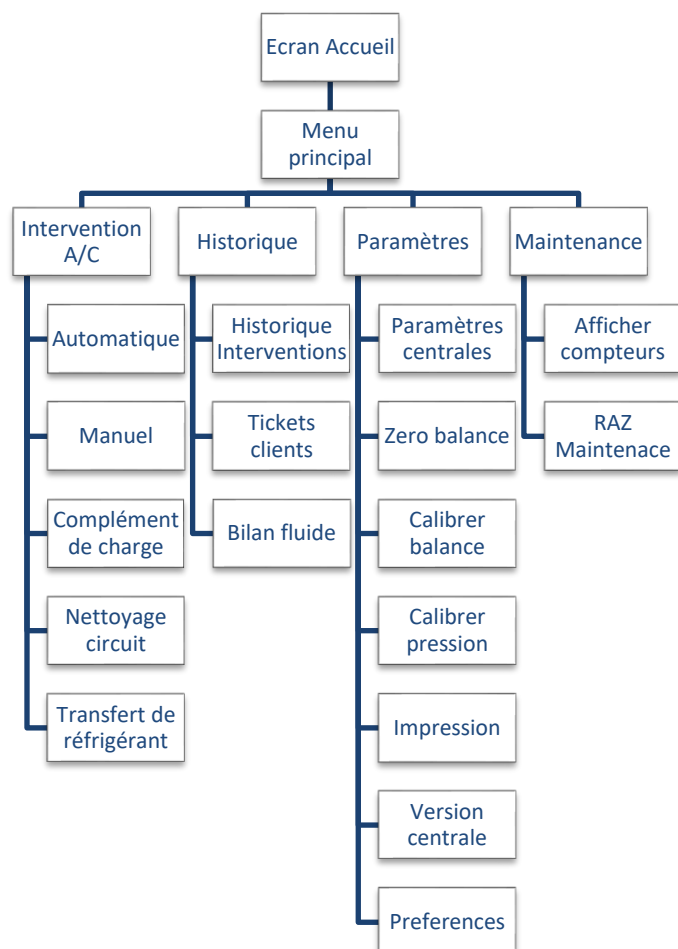 Ecran Accueil
Menu
principal
Intervention
A/C
Historique
Paramètres
Maintenance
Automatique
Manuel
Complément
de charge
Nettoyage
circuit
Transfert de
réfrigérant
Historique
Interventions
Tickets
clients
Bilan fluide
Paramètres
centrales
Zero balance
Calibrer
balance
Calibrer
pression
Impression
Version
centrale
Preferences
Afficher
compteurs
RAZ
Maintenace